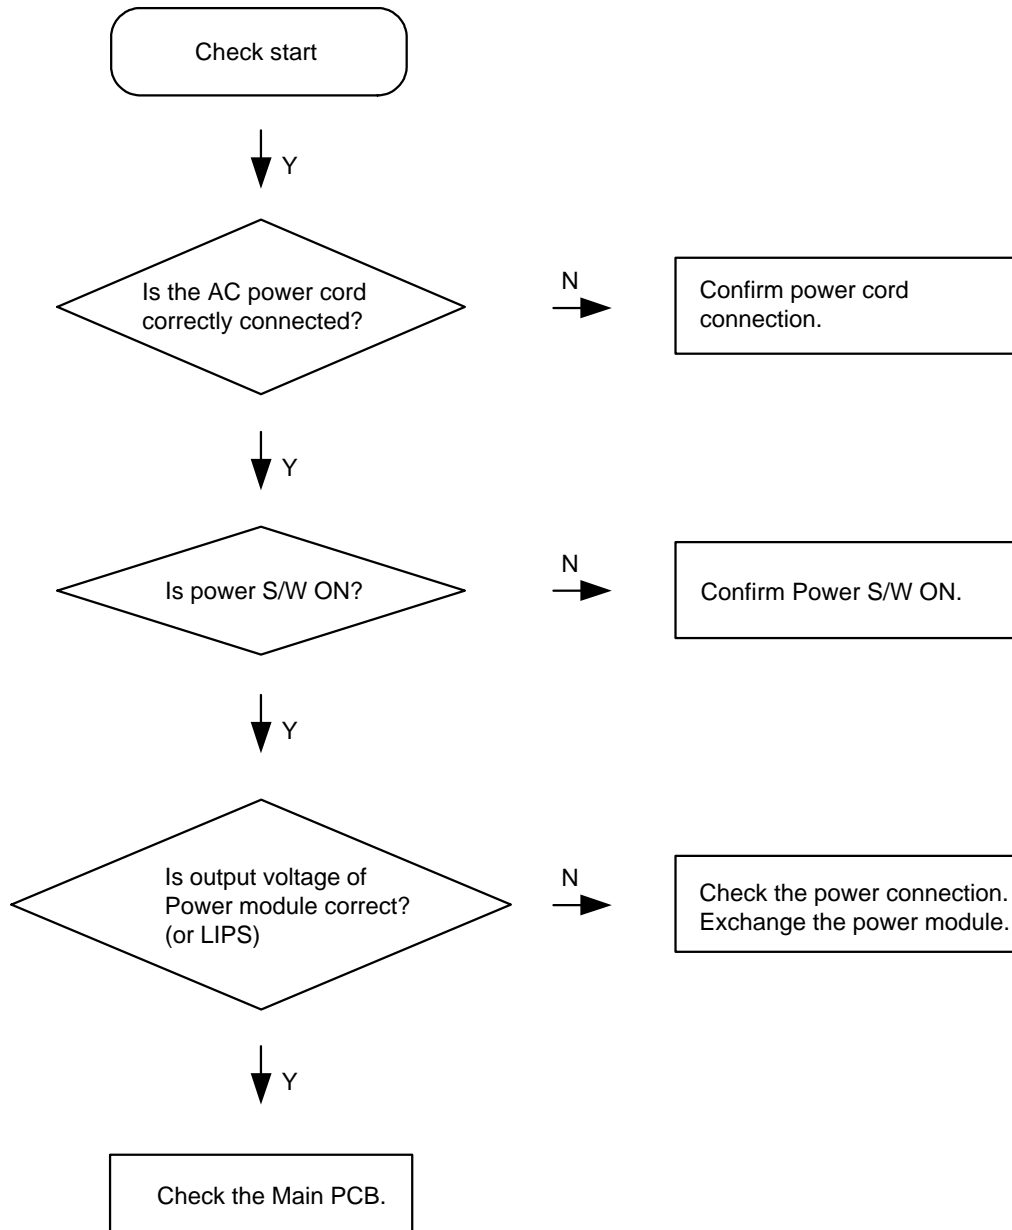 Check start
Y
Is the AC power cord
correctly connected?
N
Confirm power cord
connection.
Y
Is power S/W ON?
N
Confirm Power S/W ON.
Y
Is output voltage of
Power module correct?
(or LIPS)
N
Check the power connection.
Exchange the power module.
Y
Check the Main PCB.